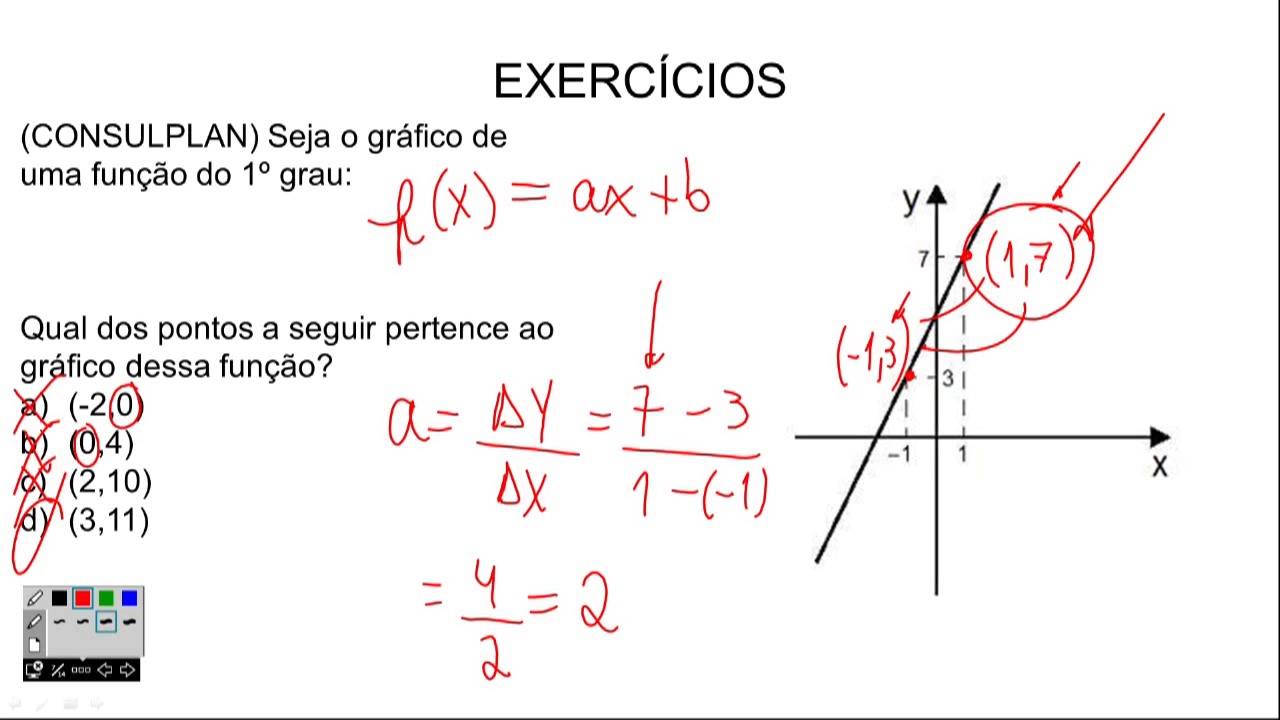 EXERCÍCIOS
(CONSULPLAN) Seja o gráfico de
uma função do 1º grau:
f(x) = ax + b
Qual dos pontos a seguir pertence ao
gráfico dessa função?
a) (-2,0)
b) (0,4)
c) (2,10)
d) (3,11)
a = ΔY/ΔX = 7 - 3 / 1 - (-1)
= 4/2 = 2
y
7
(1,7)
(-1,3)
3
-1
1
x